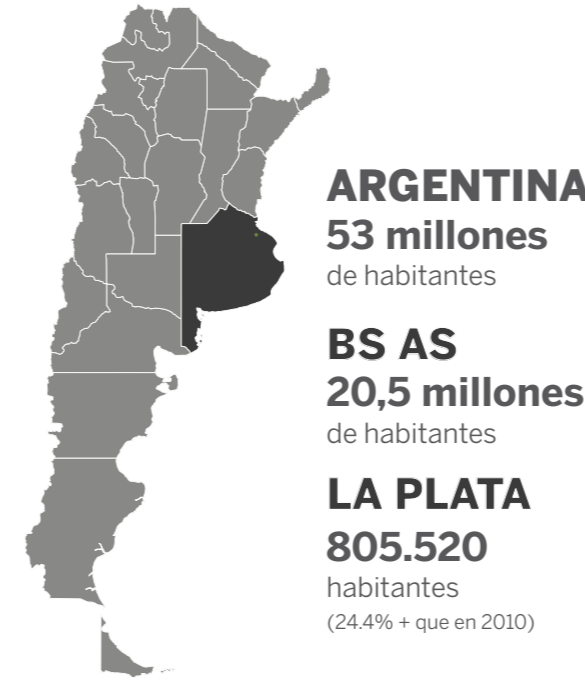 ARGENTINA
53 millones
de habitantes
BS AS
20,5 millones
de habitantes
LA PLATA
805.520
habitantes
(24.4% + que en 2010)